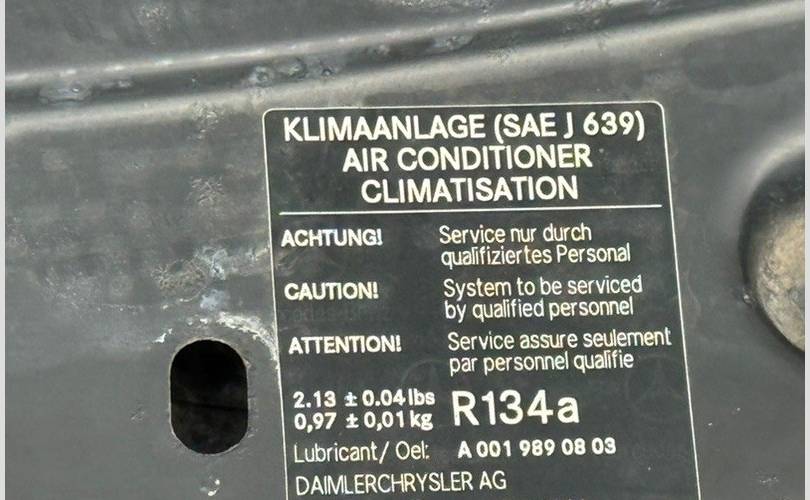 KLIMAANLAGE (SAE J 639)
AIR CONDITIONER
CLIMATISATION
ACHTUNG! Service nur durch
qualifiziertes Personal
CAUTION! System to be serviced
by qualified personnel
ATTENTION! Service assure seulement
par personnel qualifie
2.13 ± 0.04 lbs
0,97 ± 0,01 kg R134a
Lubricant/ Oel: A 001 989 08 03
DAIMLERCHRYSLER AG